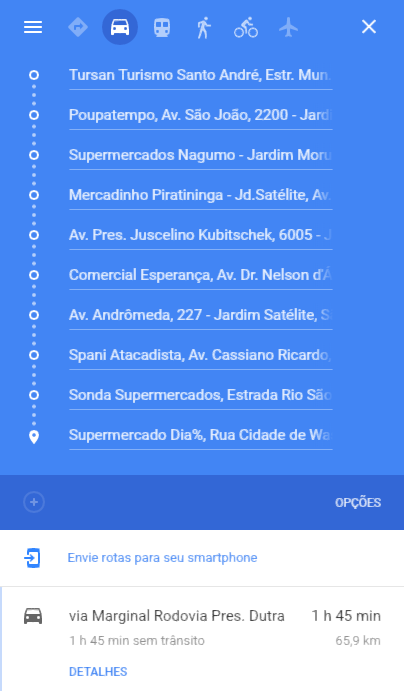 Tursan Turismo Santo André, Estr. Mun.
Poupatempo, Av. São João, 2200 - Jardi
Supermercados Nagumo - Jardim Moru
Mercadinho Piratininga - Jd.Satélite, Av.
Av. Pres. Juscelino Kubitschek, 6005 - J
Comercial Esperança, Av. Dr. Nelson d'Á
Av. Andrômeda, 227 - Jardim Satélite, S
Spani Atacadista, Av. Cassiano Ricardo,
Sonda Supermercados, Estrada Rio São
Supermercado Dia%, Rua Cidade de Wa
OPÇÕES
Envie rotas para seu smartphone
via Marginal Rodovia Pres. Dutra 1 h 45 min
1 h 45 min sem trânsito 65,9 km
DETALHES